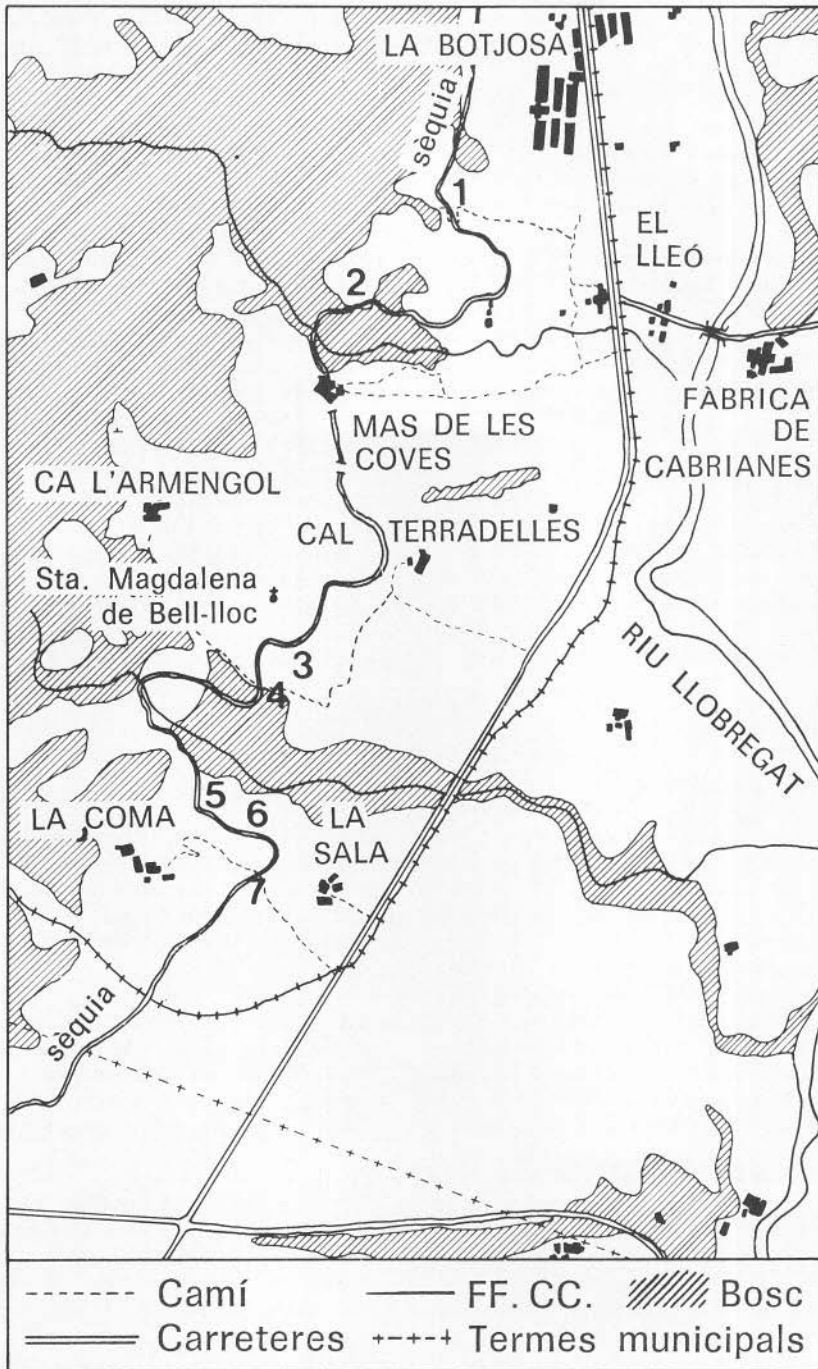 LA BOTJOSA
sèquia
1
EL
LLEÓ
2
FÀBRICA
DE
CABRIANES
MAS DE LES
COVES
CA L'ARMENGOL
CAL TERRADELLES
Sta. Magdalena
de Bell-lloc
3
4
RIU LLOBREGAT
5
6
LA COMA
LA
SALA
7
sèquia
Camí
FF. CC.
Bosc
Carreteres
Termes municipals